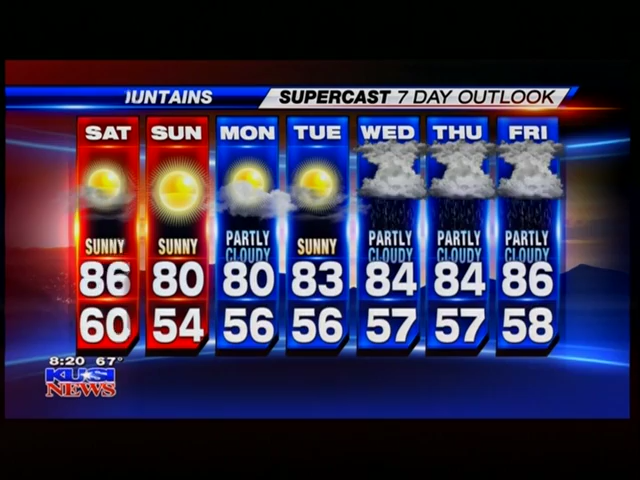 UNTAINS SUPERCAST 7 DAY OUTLOOK
SAT SUN MON TUE WED THU FRI
SUNNY SUNNY PARTLY CLOUDY SUNNY PARTLY CLOUDY PARTLY CLOUDY PARTLY CLOUDY
86 80 80 83 84 84 86
60 54 56 56 57 57 58
8:20 67°
KUSI
NEWS